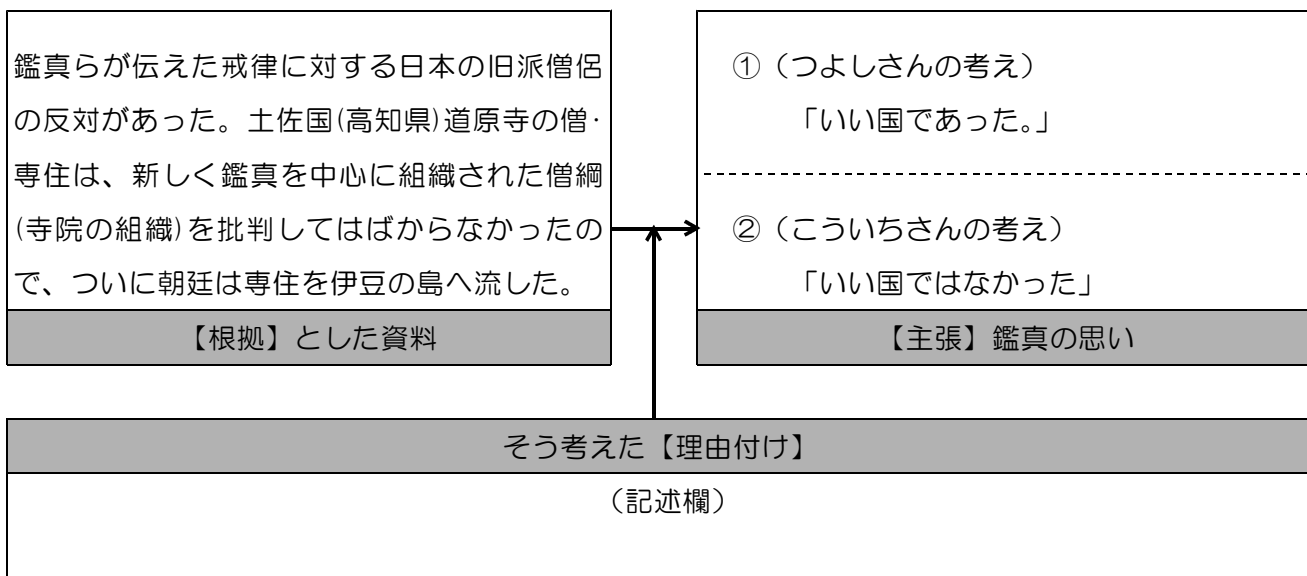 鑑真らが伝えた戒律に対する日本の旧派僧侶
の反対があった。土佐国(高知県)道原寺の僧・
専住は、新しく鑑真を中心に組織された僧綱
(寺院の組織)を批判してはばからなかったの
で、ついに朝廷は専住を伊豆の島へ流した。
【根拠】とした資料
①（つよしさんの考え）
「いい国であった。」
②（こういちさんの考え）
「いい国ではなかった」
【主張】鑑真の思い
そう考えた【理由付け】
（記述欄）